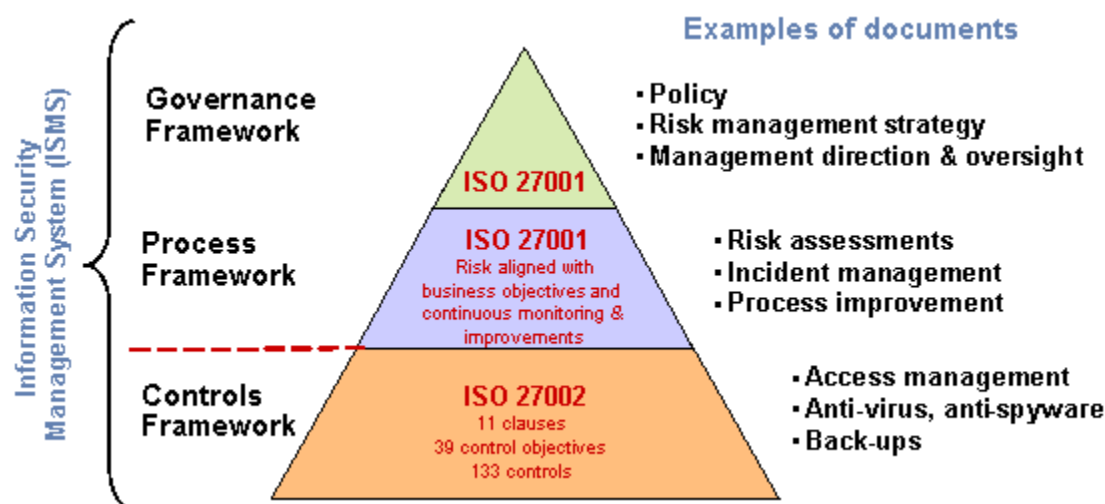 Information Security
Management System (ISMS)
Examples of documents
Governance
Framework
ISO 27001
▪ Policy
▪ Risk management strategy
▪ Management direction & oversight
Process
Framework
ISO 27001
Risk aligned with
business objectives and
continuous monitoring &
improvements
▪ Risk assessments
▪ Incident management
▪ Process improvement
Controls
Framework
ISO 27002
11 clauses
39 control objectives
133 controls
▪ Access management
▪ Anti-virus, anti-spyware
▪ Back-ups